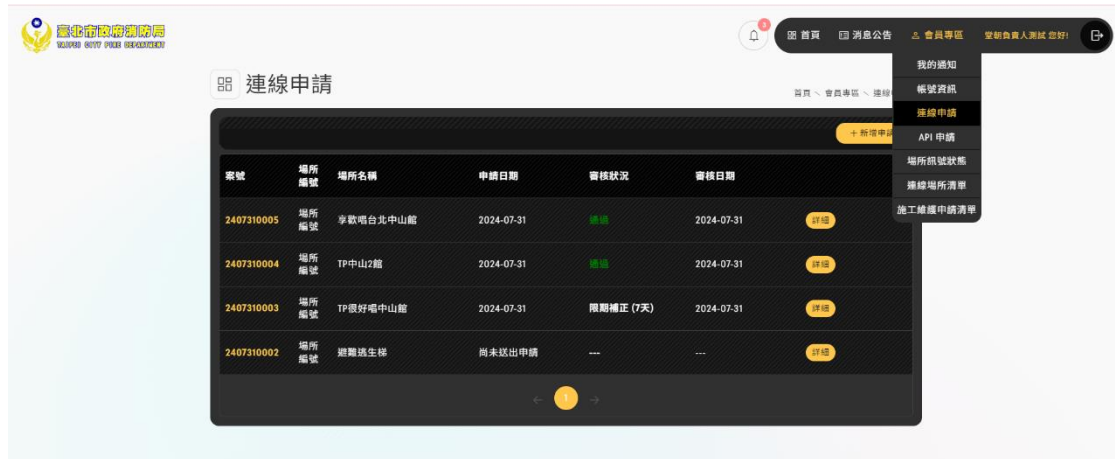 臺北市政府消防局
TAIPEI CITY FIRE DEPARTMENT
3
首頁 消息公告 會員專區 堂朝負責人測試 您好!
我的通知
帳號資訊
連線申請
API 申請
場所訊號狀態
連線場所清單
施工維護申請清單
連線申請
首頁 會員專區 連線
+ 新增申請
案號 場所編號 場所名稱 申請日期 審核狀況 審核日期
2407310005 場所編號 享歡唱台北中山館 2024-07-31 通過 2024-07-31 詳細
2407310004 場所編號 TP中山2館 2024-07-31 通過 2024-07-31 詳細
2407310003 場所編號 TP很好唱中山館 2024-07-31 限期補正 (7天) 2024-07-31 詳細
2407310002 場所編號 避難逃生梯 尚未送出申請 --- --- 詳細
← 1 →